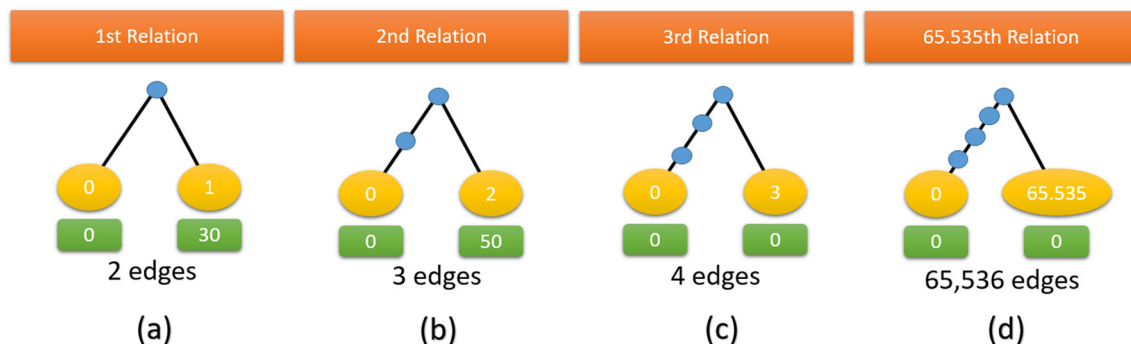 1st Relation
2nd Relation
3rd Relation
65.535th Relation
0
1
0
2
0
3
0
65.535
0
30
0
50
0
0
0
0
2 edges
3 edges
4 edges
65,536 edges
(a)
(b)
(c)
(d)